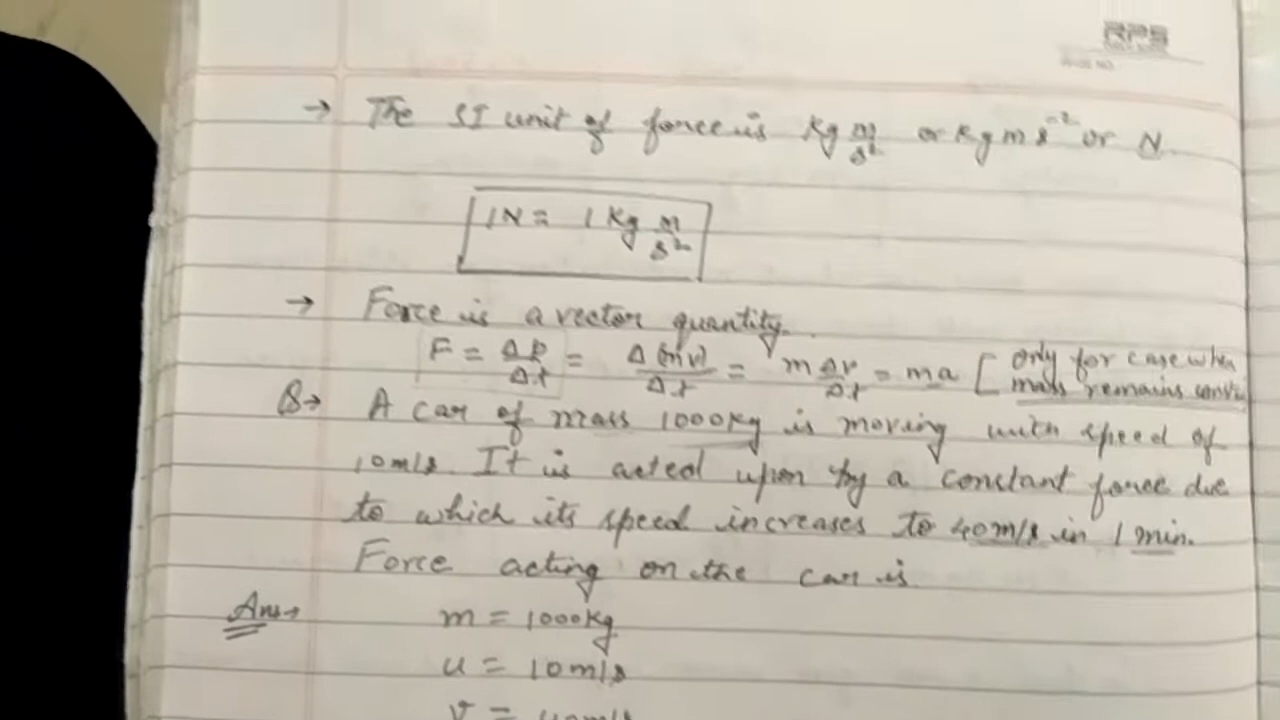 RPS
→ The SI unit of force is Kg m/s² or Kg m s⁻² or N
1N = 1 Kg m/s²
→ Force is a vector quantity.
F = ΔP/Δt = Δ(mv)/Δt = m Δv/Δt = ma [only for case when
mass remains
Q→ A car of mass 1000Kg is moving with speed of
10m/s. It is acted upon by a constant force due
to which its speed increases to 40m/s in 1 min.
Force acting on the car is
Ans→ m = 1000Kg
u = 10m/s
v = 40m/s